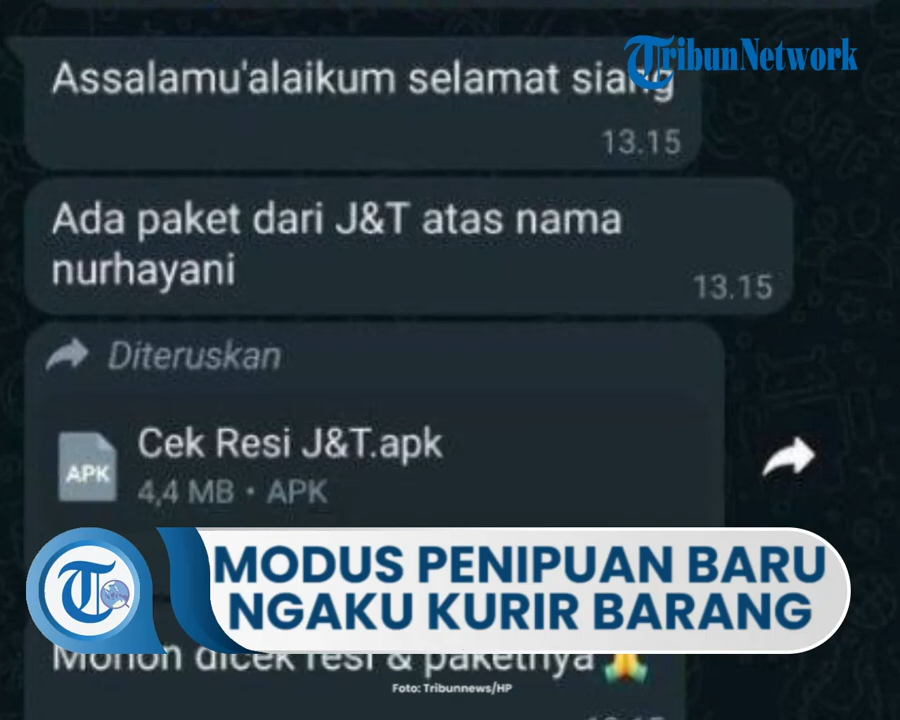 TribunNetwork
Assalamu'alaikum selamat siang
13.15
Ada paket dari J&T atas nama
nurhayani
13.15
Diteruskan
Cek Resi J&T.apk
APK
4,4 MB • APK
MODUS PENIPUAN BARU
NGAKU KURIR BARANG
Mohon dicek resi & paketnya 🙏
Foto: Tribunnews/HP